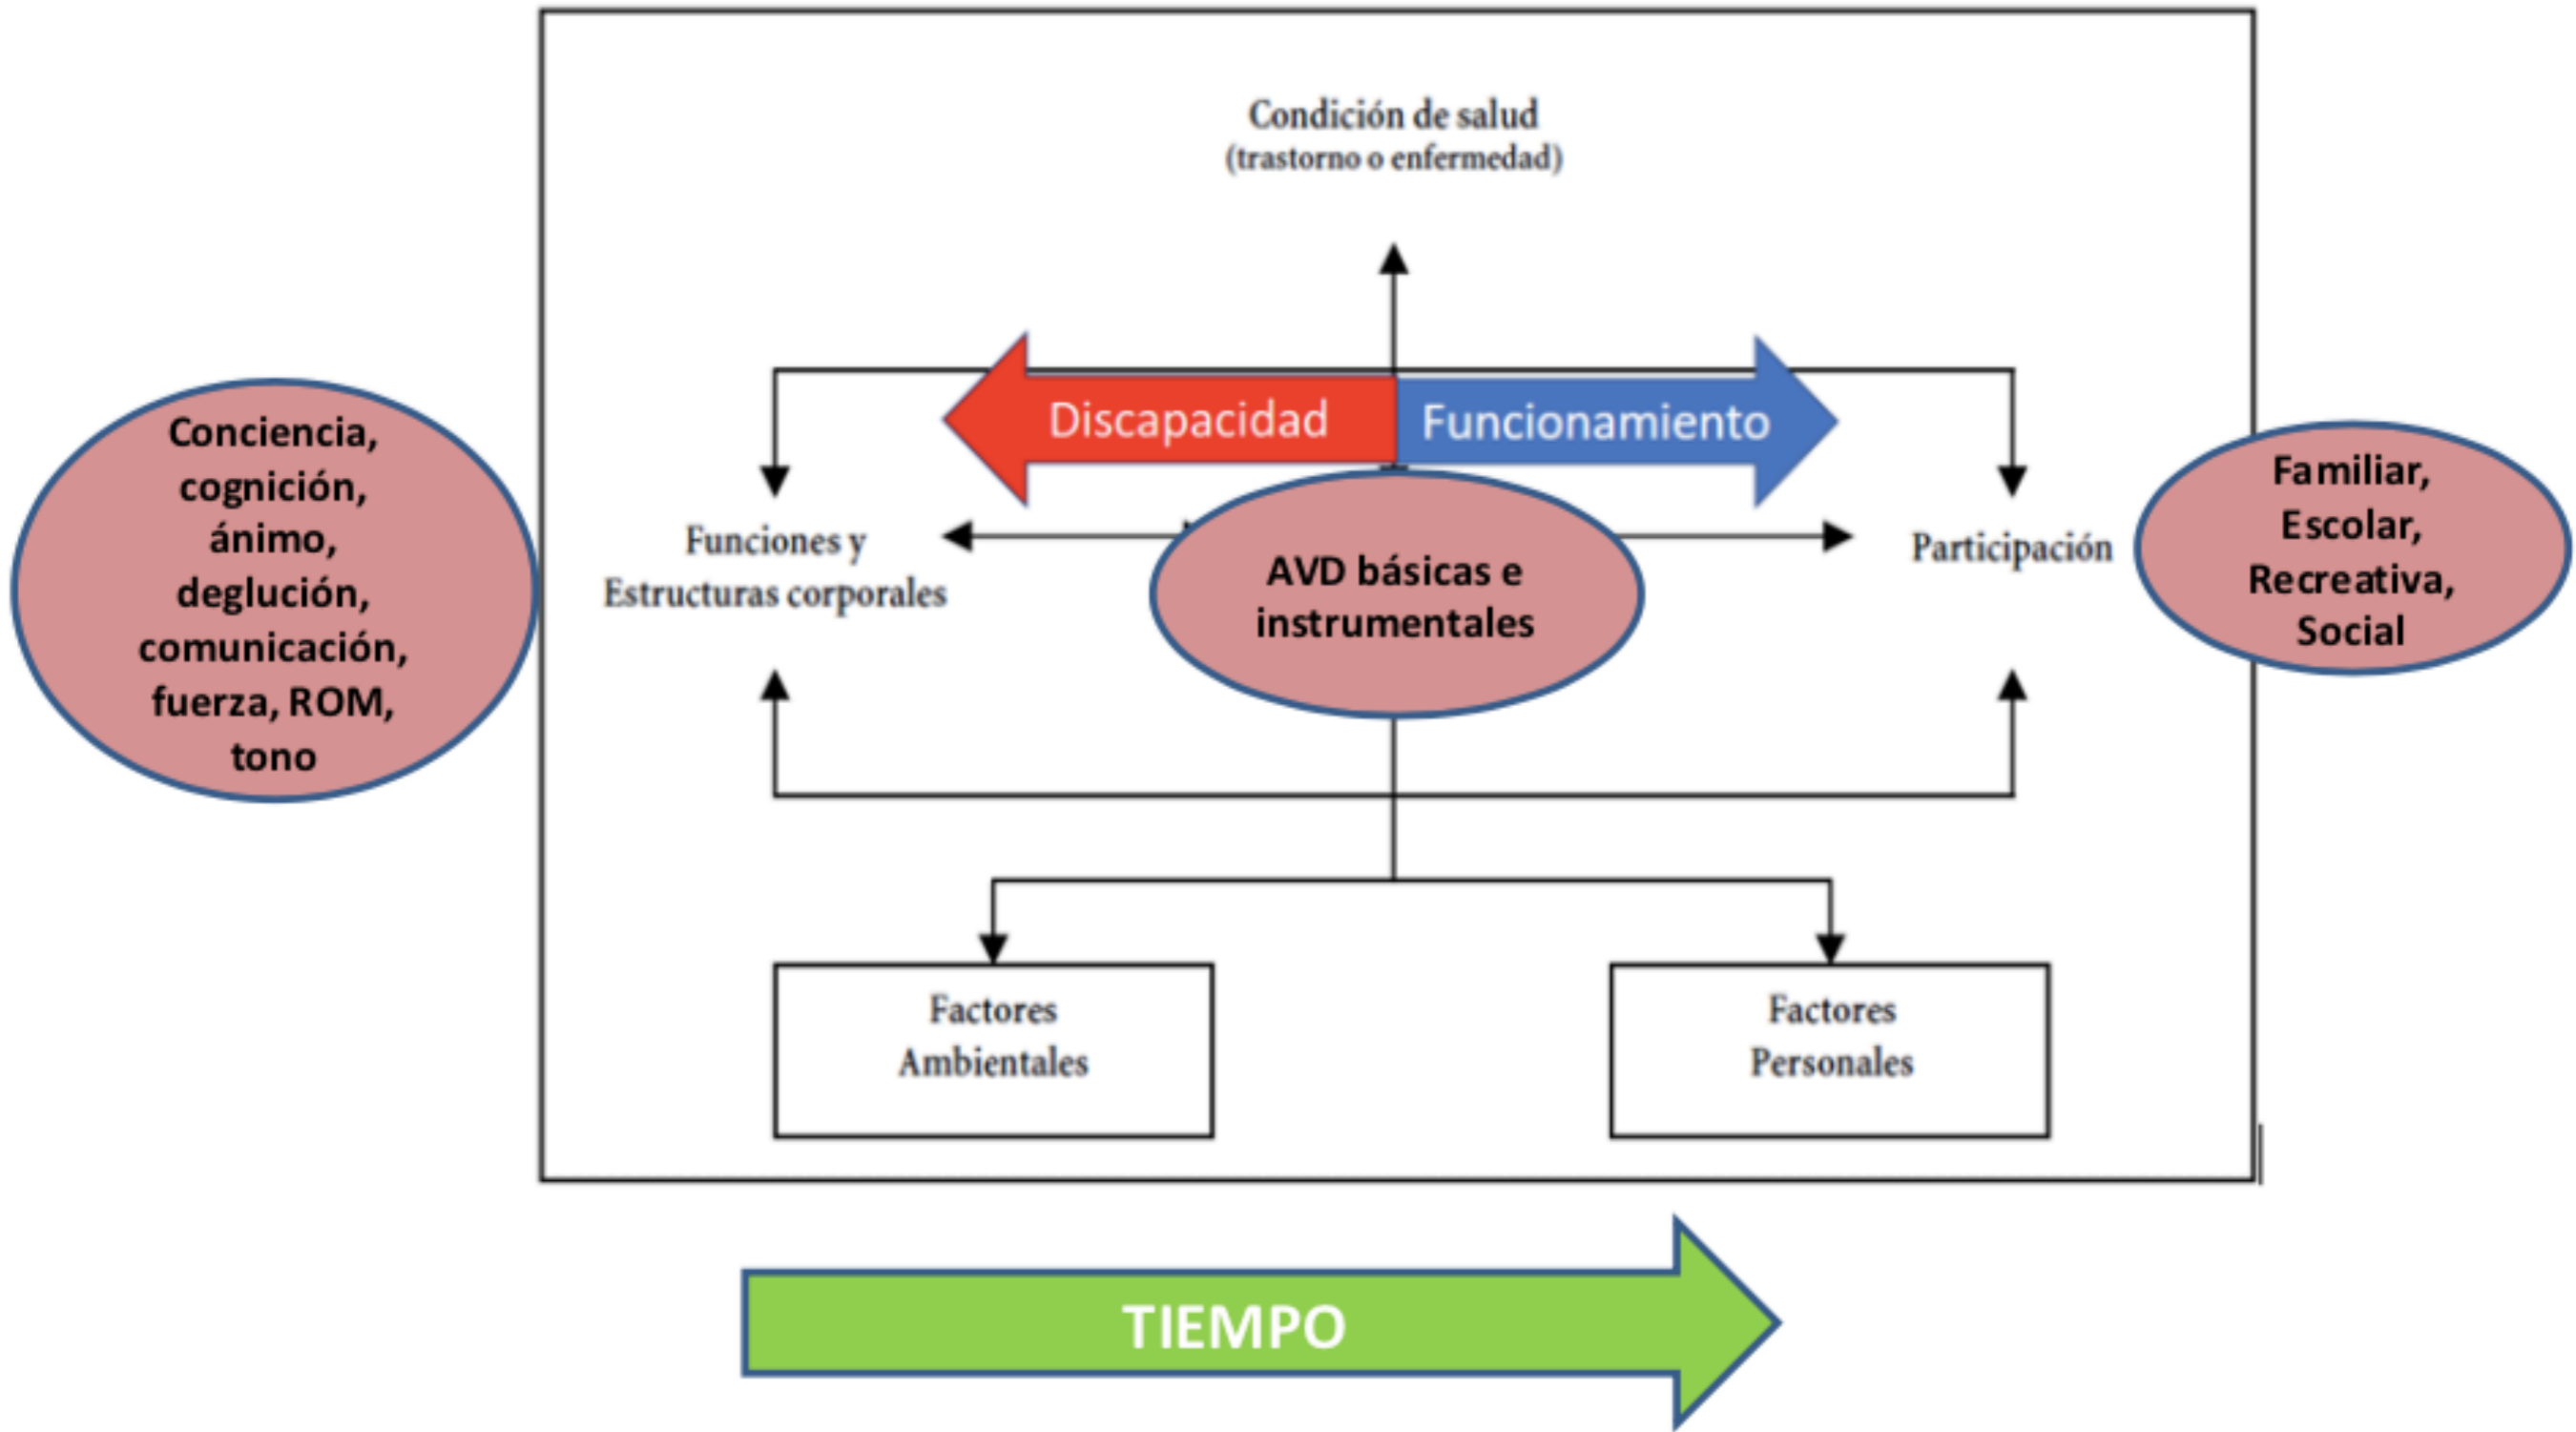 Condición de salud
(trastorno o enfermedad)
Discapacidad
Funcionamiento
Conciencia,
cognición,
ánimo,
deglución,
comunicación,
fuerza, ROM,
tono
Funciones y
Estructuras corporales
AVD básicas e
instrumentales
Participación
Familiar,
Escolar,
Recreativa,
Social
Factores
Ambientales
Factores
Personales
TIEMPO